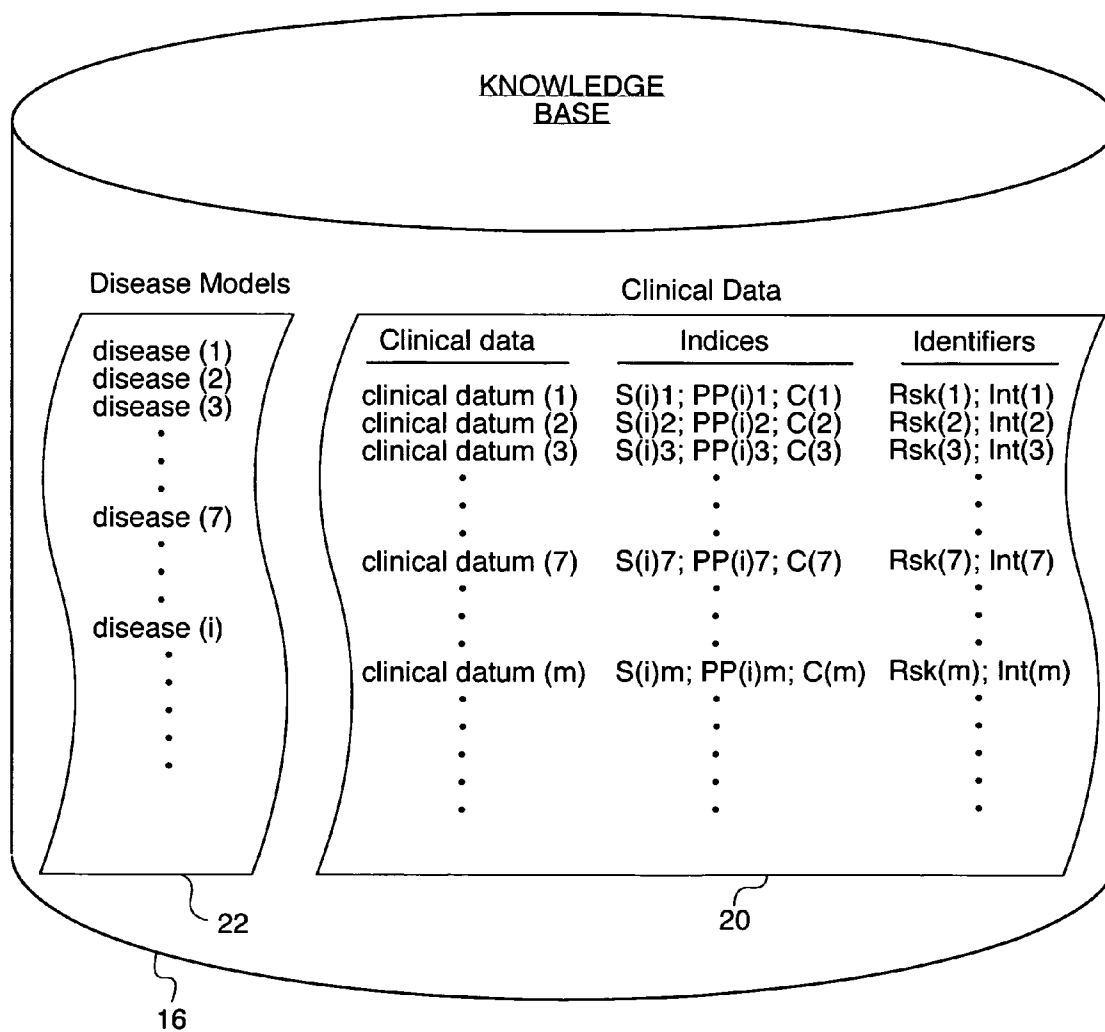 KNOWLEDGE
BASE
Disease Models
disease (1)
disease (2)
disease (3)
disease (7)
disease (i)
22
Clinical Data
Clinical data Indices Identifiers
clinical datum (1) S(i)1; PP(i)1; C(1) Rsk(1); Int(1)
clinical datum (2) S(i)2; PP(i)2; C(2) Rsk(2); Int(2)
clinical datum (3) S(i)3; PP(i)3; C(3) Rsk(3); Int(3)
clinical datum (7) S(i)7; PP(i)7; C(7) Rsk(7); Int(7)
clinical datum (m) S(i)m; PP(i)m; C(m) Rsk(m); Int(m)
20
16